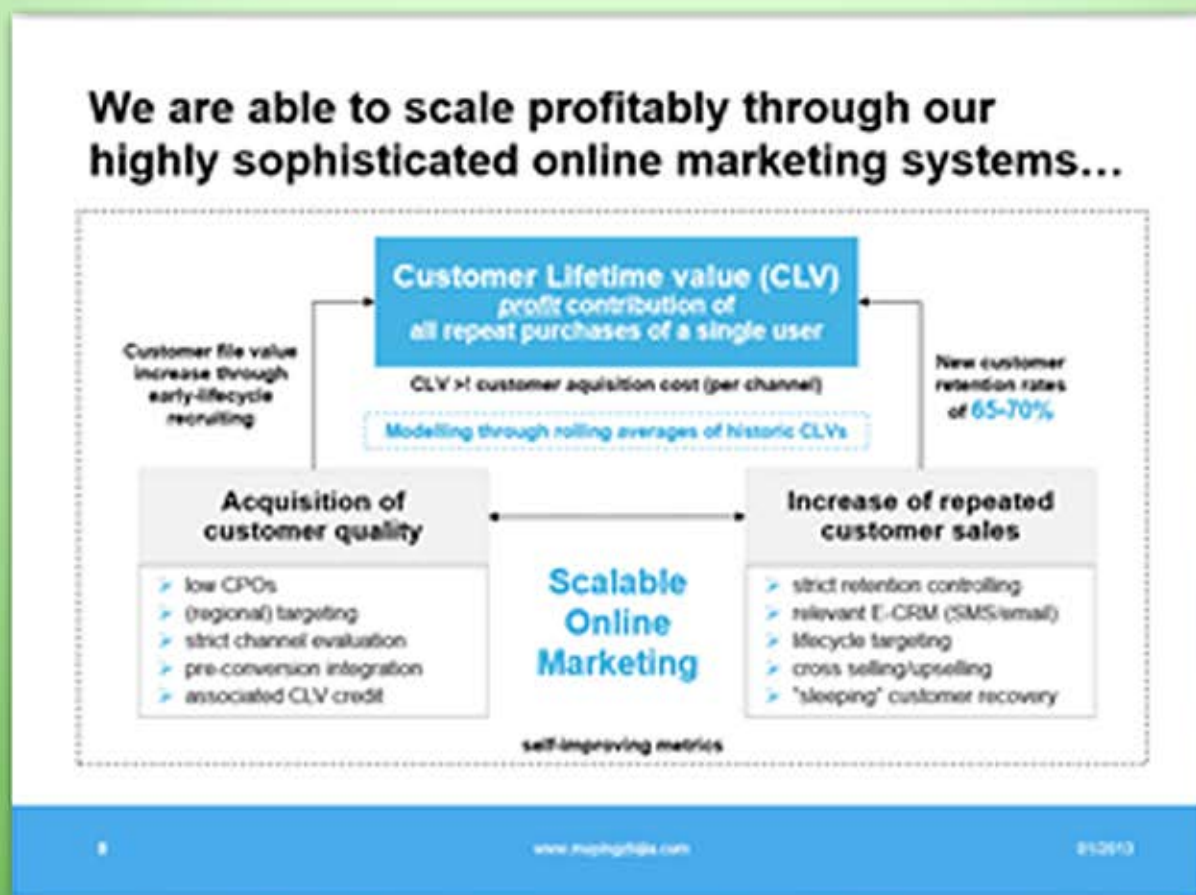 We are able to scale profitably through our
highly sophisticated online marketing systems...
Customer Lifetime value (CLV)
profit contribution of
all repeat purchases of a single user
Customer file value
increase through
early-lifecycle
recruiting
CLV >! customer aquisition cost (per channel)
New customer
retention rates
of 65-70%
Modelling through rolling averages of historic CLVs
Acquisition of
customer quality
Increase of repeated
customer sales
➢ low CPOs
➢ (regional) targeting
➢ strict channel evaluation
➢ pre-conversion integration
➢ associated CLV credit
Scalable
Online
Marketing
➢ strict retention controlling
➢ relevant E-CRM (SMS/email)
➢ lifecycle targeting
➢ cross selling/upselling
➢ "sleeping" customer recovery
self-improving metrics
01/2013